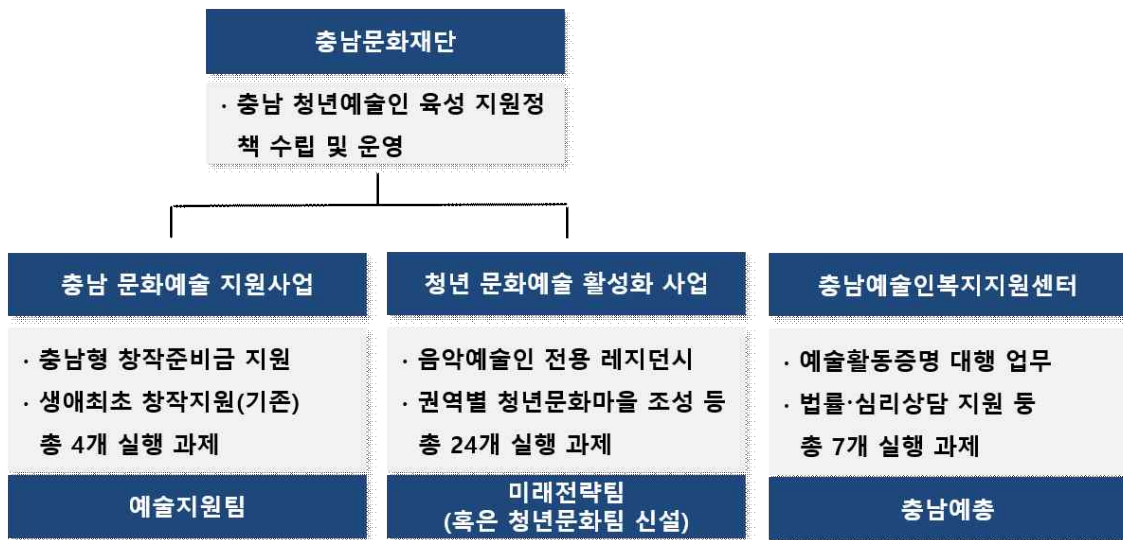 충남문화재단
· 충남 청년예술인 육성 지원정
책 수립 및 운영
충남 문화예술 지원사업
· 충남형 창작준비금 지원
· 생애최초 창작지원(기존)
총 4개 실행 과제
예술지원팀
청년 문화예술 활성화 사업
· 음악예술인 전용 레지던시
· 권역별 청년문화마을 조성 등
총 24개 실행 과제
미래전략팀
(혹은 청년문화팀 신설)
충남예술인복지지원센터
· 예술활동증명 대행 업무
· 법률·심리상담 지원 둥
총 7개 실행 과제
충남예총